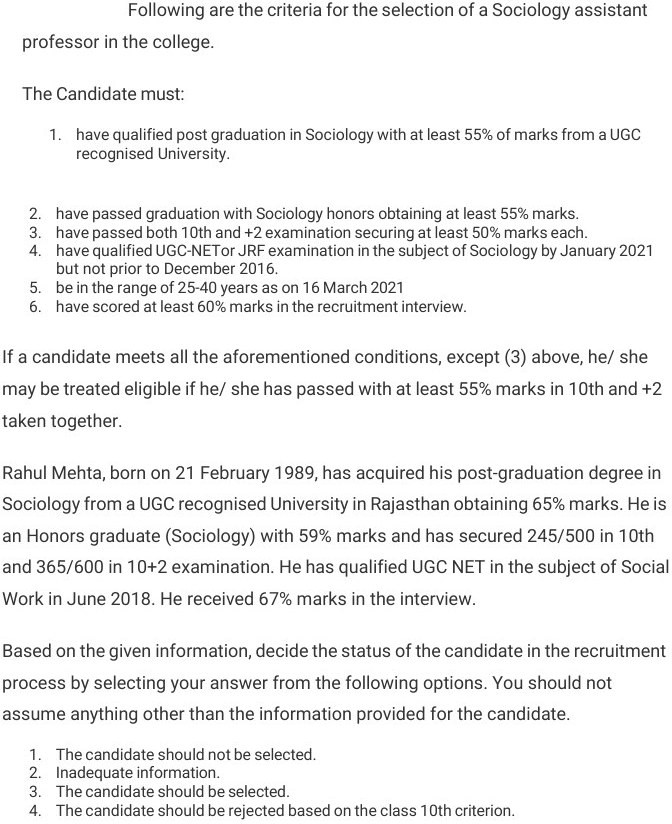 Following are the criteria for the selection of a Sociology assistant
professor in the college.
The Candidate must:
1. have qualified post graduation in Sociology with at least 55% of marks from a UGC
recognised University.
2. have passed graduation with Sociology honors obtaining at least 55% marks.
3. have passed both 10th and +2 examination securing at least 50% marks each.
4. have qualified UGC-NETor JRF examination in the subject of Sociology by January 2021
but not prior to December 2016.
5. be in the range of 25-40 years as on 16 March 2021
6. have scored at least 60% marks in the recruitment interview.
If a candidate meets all the aforementioned conditions, except (3) above, he/ she
may be treated eligible if he/ she has passed with at least 55% marks in 10th and +2
taken together.
Rahul Mehta, born on 21 February 1989, has acquired his post-graduation degree in
Sociology from a UGC recognised University in Rajasthan obtaining 65% marks. He is
an Honors graduate (Sociology) with 59% marks and has secured 245/500 in 10th
and 365/600 in 10+2 examination. He has qualified UGC NET in the subject of Social
Work in June 2018. He received 67% marks in the interview.
Based on the given information, decide the status of the candidate in the recruitment
process by selecting your answer from the following options. You should not
assume anything other than the information provided for the candidate.
1. The candidate should not be selected.
2. Inadequate information.
3. The candidate should be selected.
4. The candidate should be rejected based on the class 10th criterion.